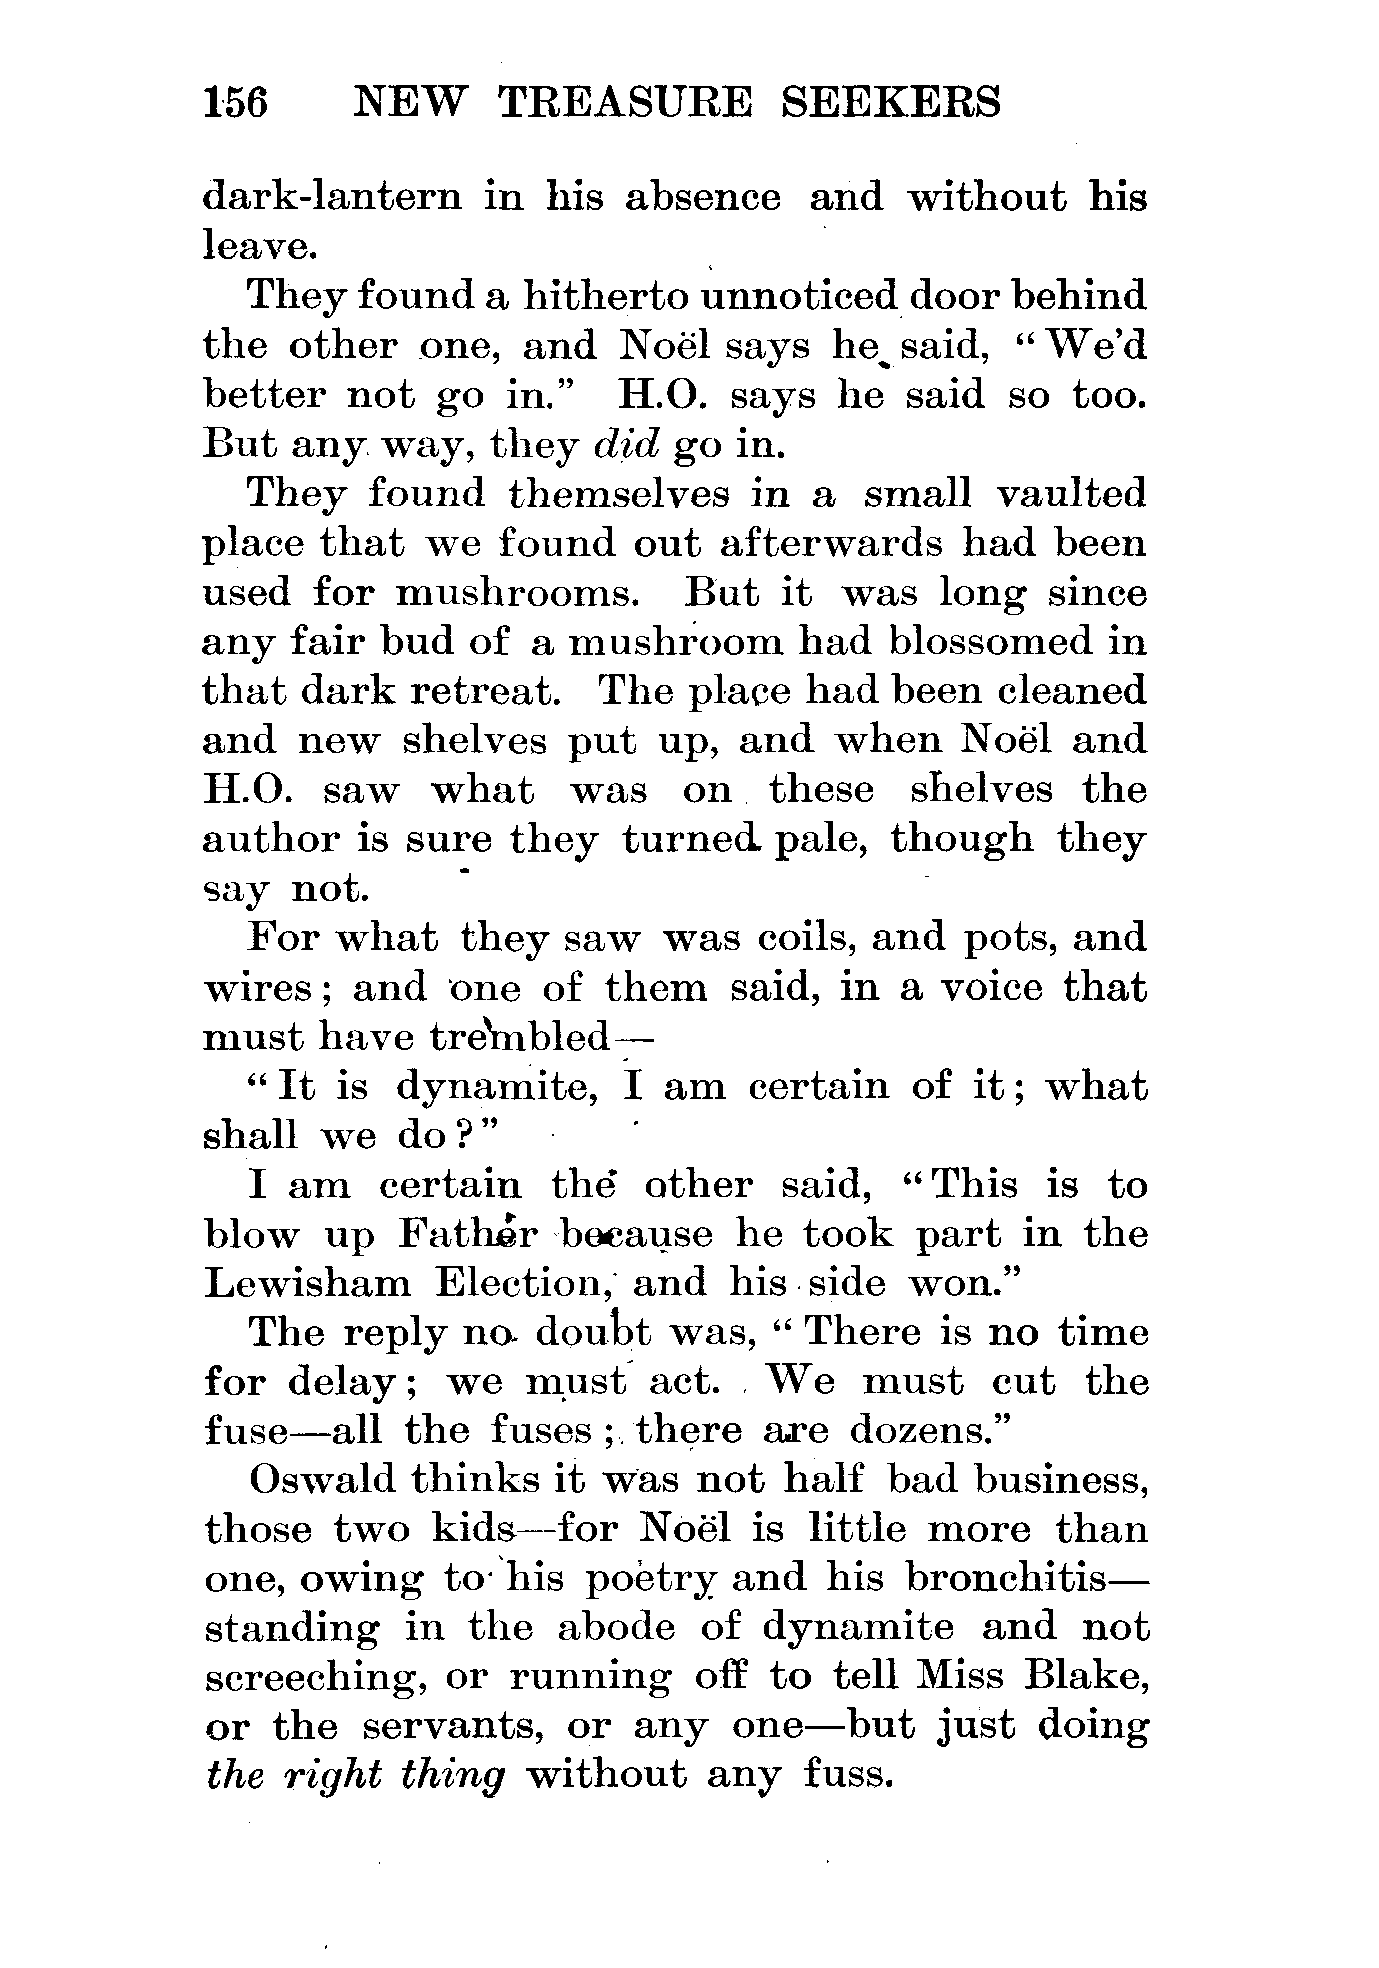 156 NEW TREASURE SEEKERS
dark-lantern in his absence and without his
leave.
They found a hitherto unnoticed door behind
the other one, and Noël says he said, “We’d
better not go in.” H.O. says he said so too.
But any way, they did go in.
They found themselves in a small vaulted
place that we found out afterwards had been
used for mushrooms. But it was long since
any fair bud of a mushroom had blossomed in
that dark retreat. The place had been cleaned
and new shelves put up, and when Noël and
H.O. saw what was on these shelves the
author is sure they turned pale, though they
say not.
For what they saw was coils, and pots, and
wires; and one of them said, in a voice that
must have trembled—
“It is dynamite, I am certain of it; what
shall we do?”
I am certain the other said, “This is to
blow up Father because he took part in the
Lewisham Election, and his side won.”
The reply no doubt was, “There is no time
for delay; we must act. We must cut the
fuse—all the fuses; there are dozens.”
Oswald thinks it was not half bad business,
those two kids—for Noël is little more than
one, owing to his poetry and his bronchitis—
standing in the abode of dynamite and not
screeching, or running off to tell Miss Blake,
or the servants, or any one—but just doing
the right thing without any fuss.